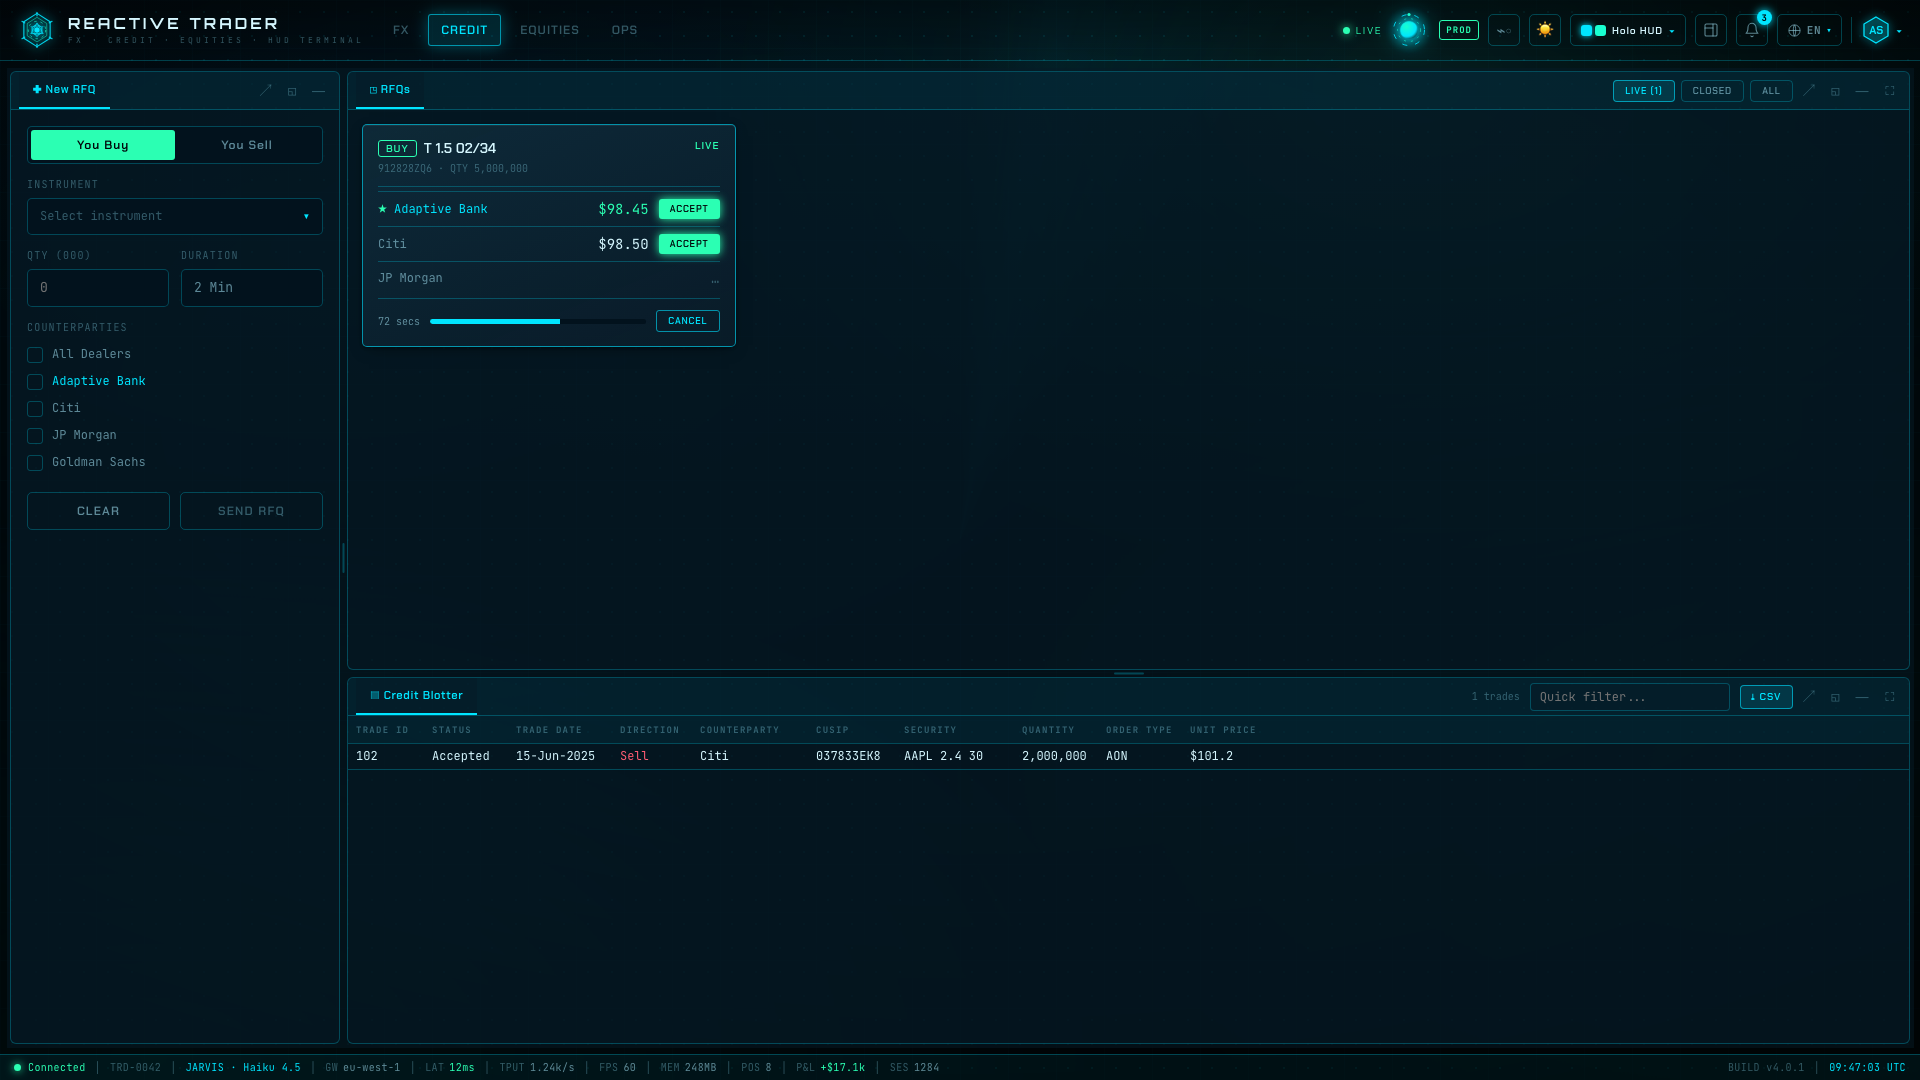 REACTIVE TRADER
FX · CREDIT · EQUITIES · HUD TERMINAL
FX
CREDIT
EQUITIES
OPS
LIVE
PROD
Holo HUD
3
EN
AS
New RFQ
You Buy
You Sell
INSTRUMENT
Select instrument
QTY (000)
DURATION
0
2 Min
COUNTERPARTIES
All Dealers
Adaptive Bank
Citi
JP Morgan
Goldman Sachs
CLEAR
SEND RFQ
RFQs
LIVE (1)
CLOSED
ALL
BUY T 1.5 02/34
LIVE
912828ZQ6 · QTY 5,000,000
★ Adaptive Bank $98.45 ACCEPT
Citi $98.50 ACCEPT
JP Morgan …
72 secs
CANCEL
Credit Blotter
1 trades
Quick filter...
↓ CSV
TRADE ID STATUS TRADE DATE DIRECTION COUNTERPARTY CUSIP SECURITY QUANTITY ORDER TYPE UNIT PRICE
102 Accepted 15-Jun-2025 Sell Citi 037833EK8 AAPL 2.4 30 2,000,000 AON $101.2
Connected | TRD-0042 | JARVIS · Haiku 4.5 | GW eu-west-1 | LAT 12ms | TPUT 1.24k/s | FPS 60 | MEM 248MB | POS 8 | P&L +$17.1k | SES 1284
BUILD v4.0.1 | 09:47:03 UTC